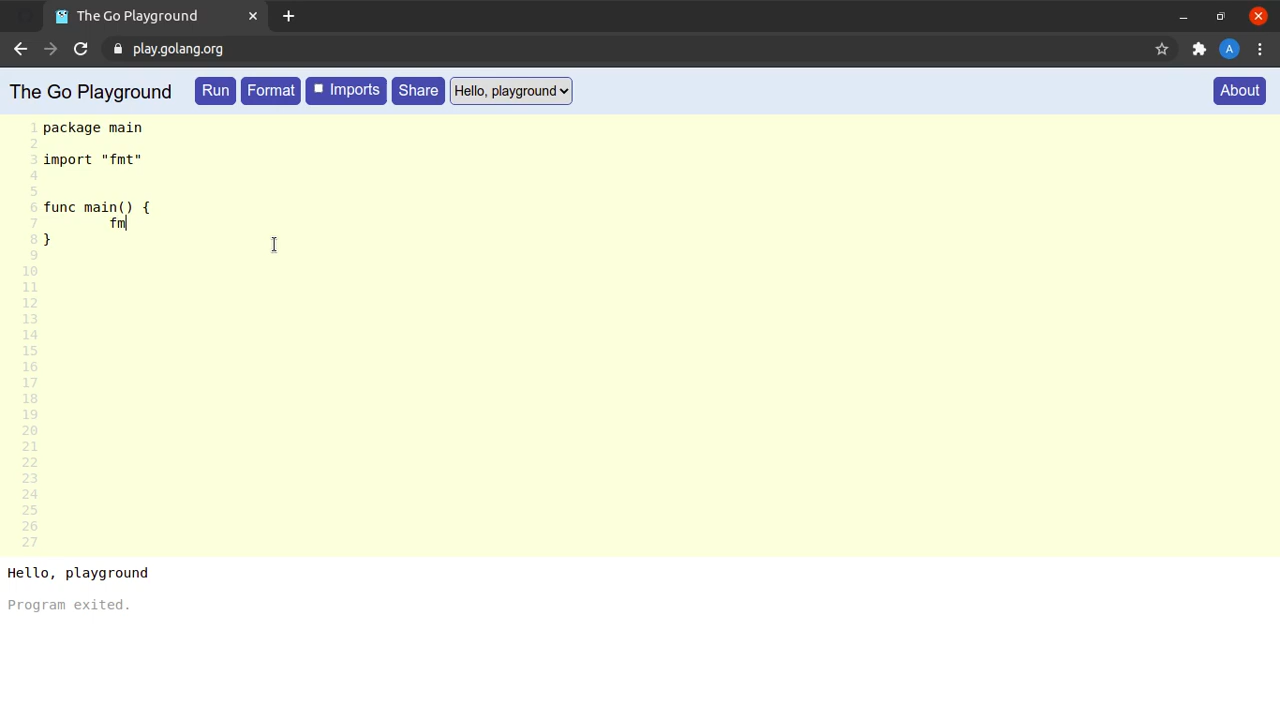 The Go Playground
play.golang.org
A
The Go Playground Run Format Imports Share Hello, playground About
1 package main
2
3 import "fmt"
4
5
6 func main() {
7 fm
8 }
9
10
11
12
13
14
15
16
17
18
19
20
21
22
23
24
25
26
27
Hello, playground
Program exited.